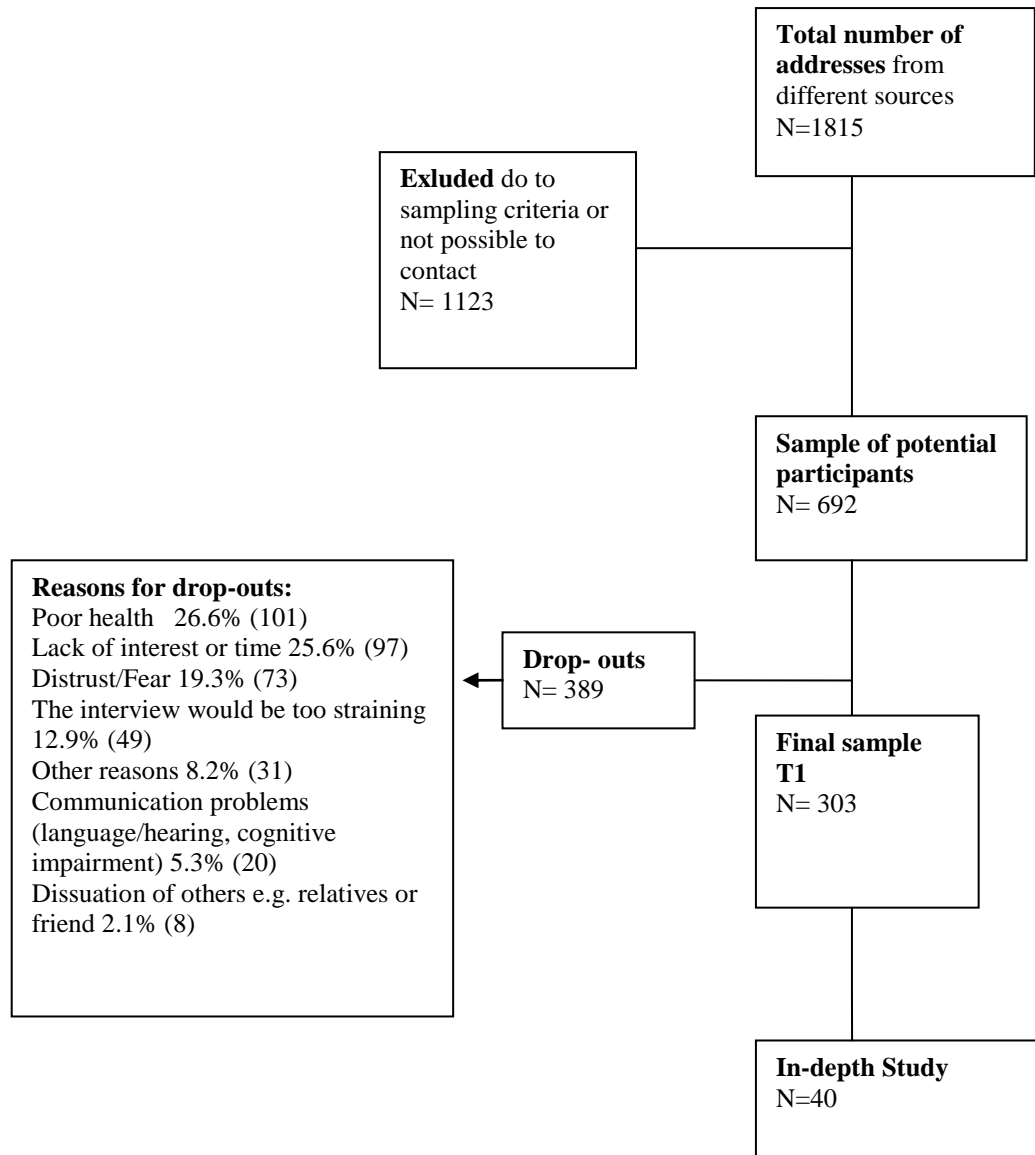 Total number of
addresses from
different sources
N=1815
Exluded do to
sampling criteria or
not possible to
contact
N= 1123
Sample of potential
participants
N= 692
Reasons for drop-outs:
Poor health 26.6% (101)
Lack of interest or time 25.6% (97)
Distrust/Fear 19.3% (73)
The interview would be too straining
12.9% (49)
Other reasons 8.2% (31)
Communication problems
(language/hearing, cognitive
impairment) 5.3% (20)
Dissuation of others e.g. relatives or
friend 2.1% (8)
Drop- outs
N= 389
Final sample
T1
N= 303
In-depth Study
N=40